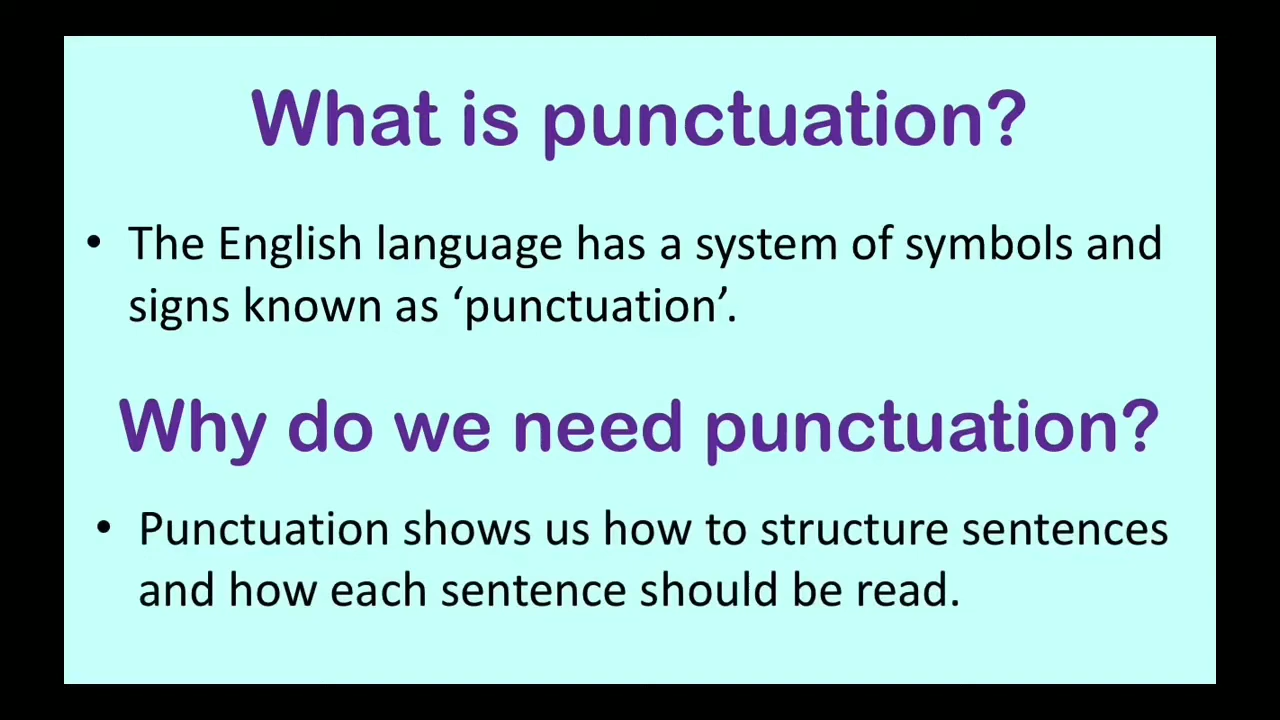 What is punctuation?
• The English language has a system of symbols and
signs known as ‘punctuation’.
Why do we need punctuation?
• Punctuation shows us how to structure sentences
and how each sentence should be read.